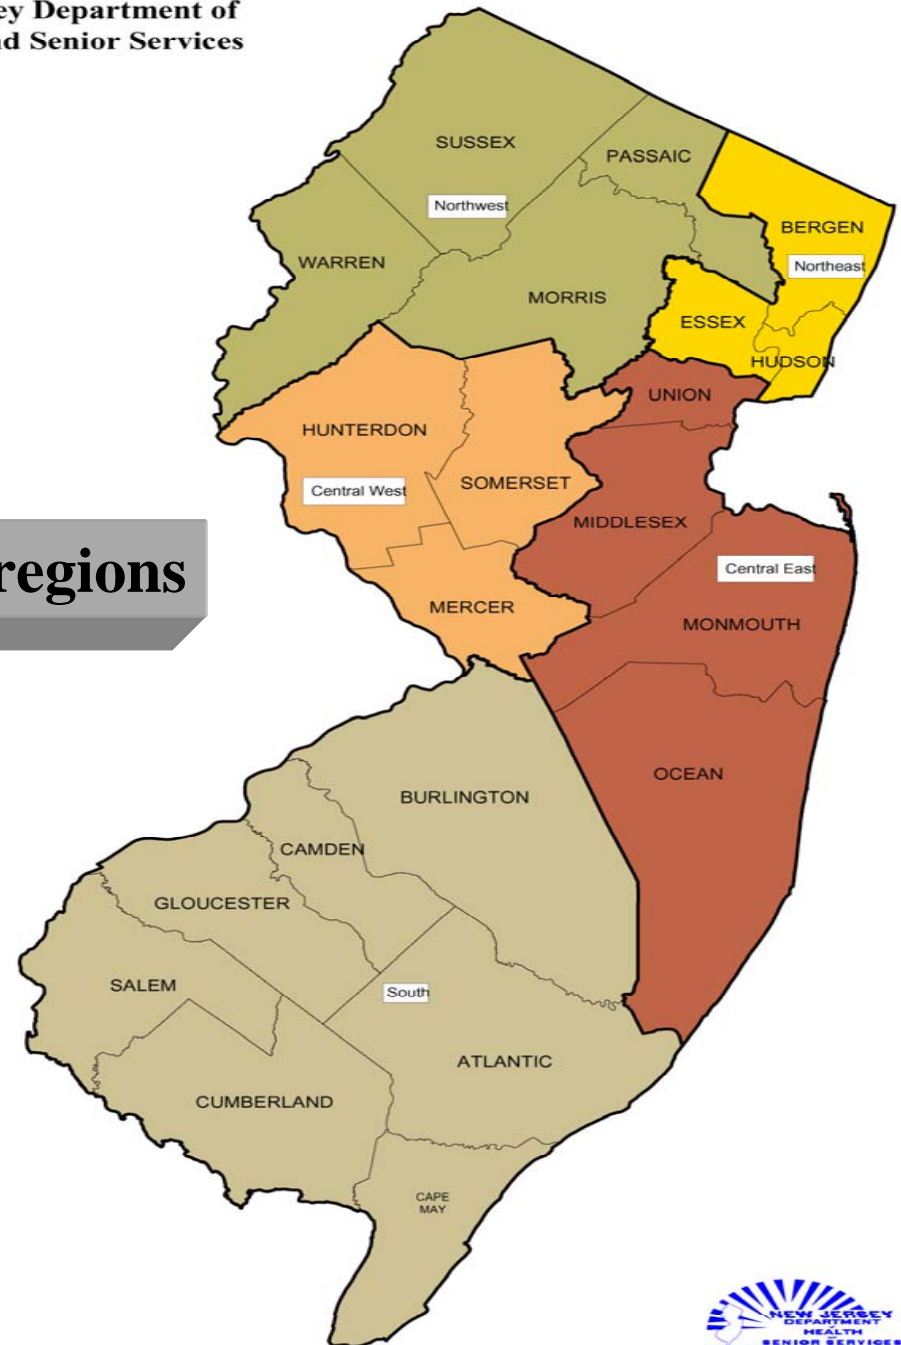 ey Department of
nd Senior Services
SUSSEX
PASSAIC
Northwest
BERGEN
WARREN
Northeast
MORRIS
ESSEX
HUDSON
UNION
HUNTERDON
SOMERSET
Central West
MIDDLESEX
regions
Central East
MERCER
MONMOUTH
OCEAN
BURLINGTON
CAMDEN
GLOUCESTER
SALEM
South
ATLANTIC
CUMBERLAND
CAPE
MAY
NEW JERSEY
DEPARTMENT
HEALTH
SENIOR SERVICES